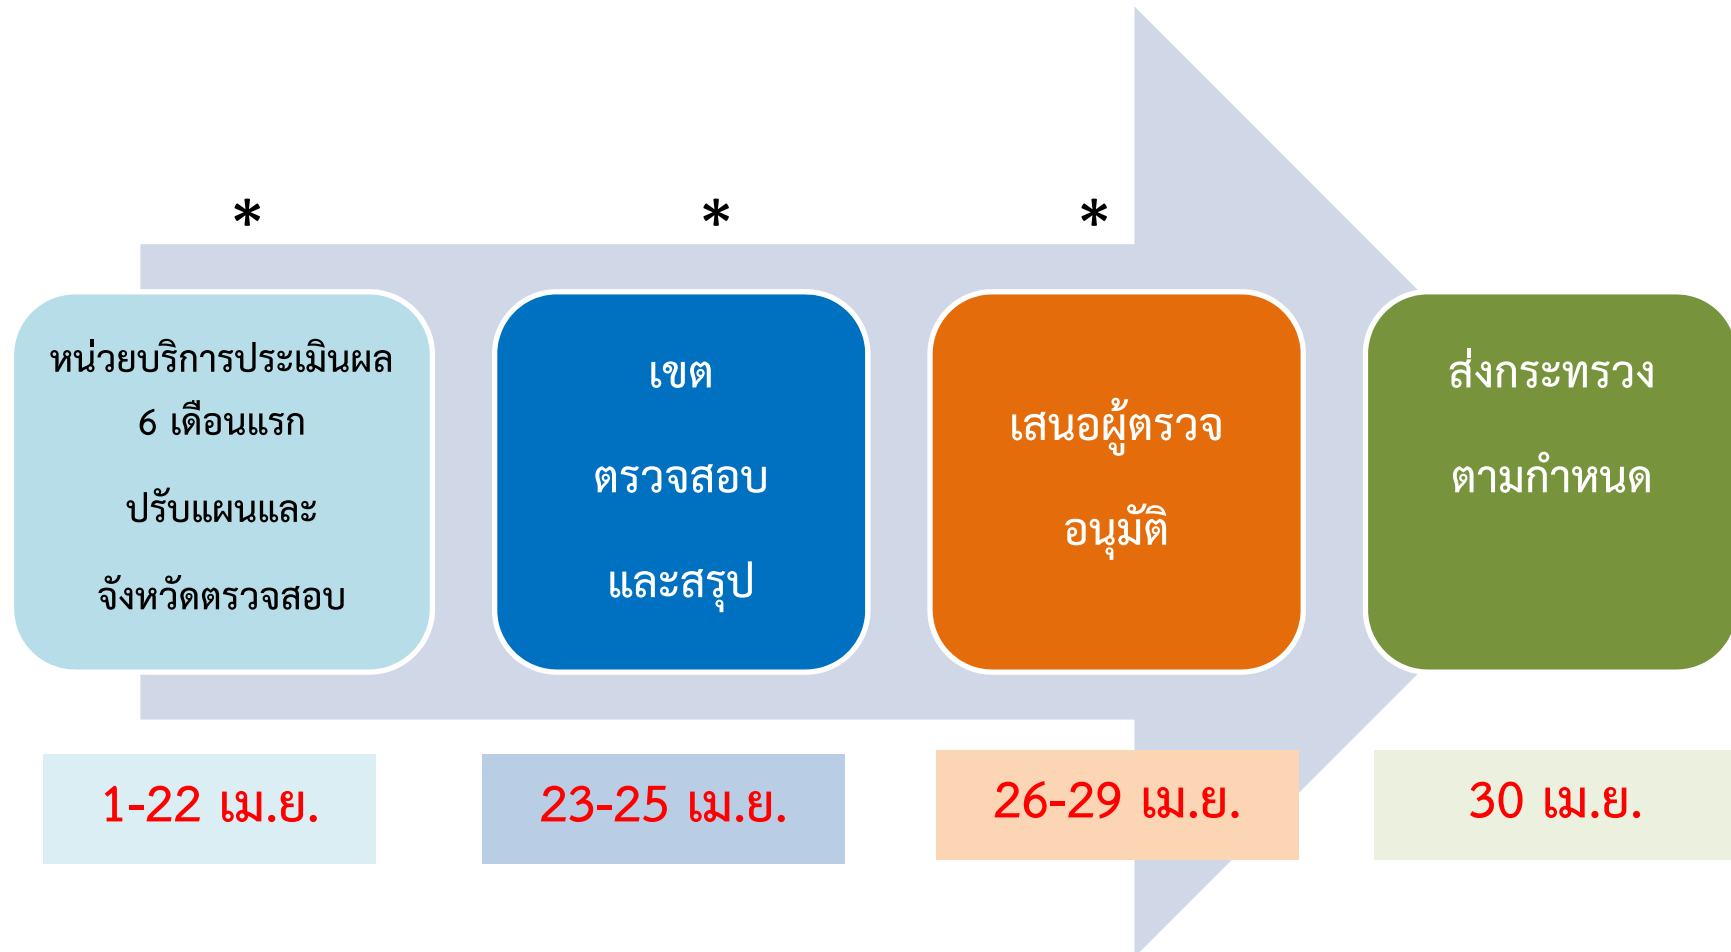 *
*
*
หน่วยบริการประเมินผล
6 เดือนแรก
ปรับแผนและ
จังหวัดตรวจสอบ
เขต
ตรวจสอบ
และสรุป
เสนอผู้ตรวจ
อนุมัติ
ส่งกระทรวง
ตามกำหนด
1-22 เม.ย.
23-25 เม.ย.
26-29 เม.ย.
30 เม.ย.